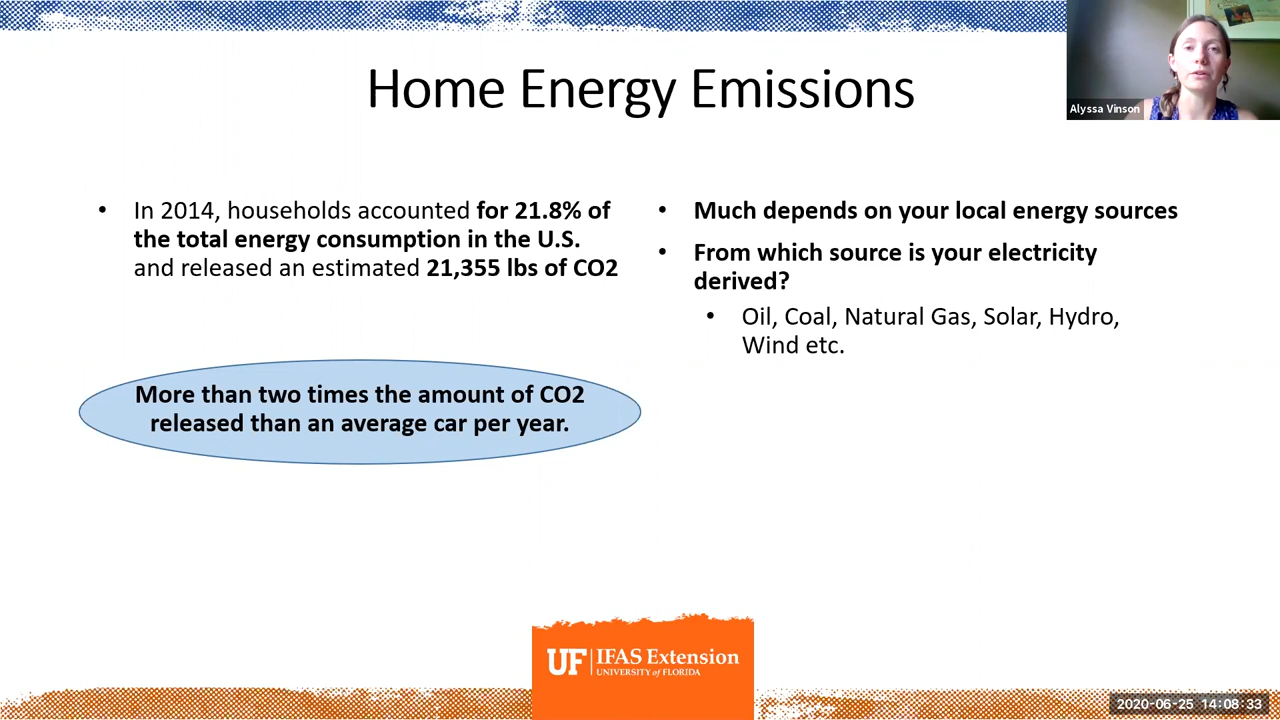 Home Energy Emissions
Alyssa Vinson
• In 2014, households accounted for 21.8% of
the total energy consumption in the U.S.
and released an estimated 21,355 lbs of CO2
More than two times the amount of CO2
released than an average car per year.
• Much depends on your local energy sources
• From which source is your electricity
derived?
• Oil, Coal, Natural Gas, Solar, Hydro,
Wind etc.
UF IFAS Extension
UNIVERSITY of FLORIDA
2020-06-25 14:08:33